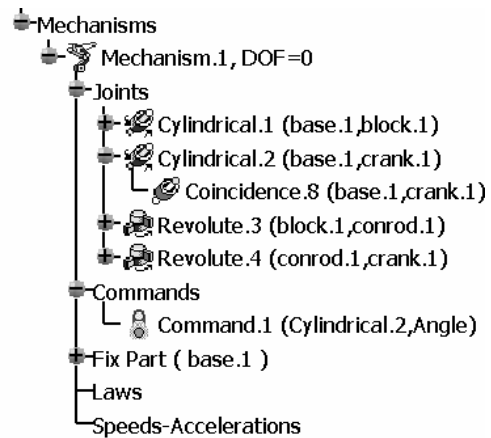 Mechanisms
Mechanism.1, DOF=0
Joints
Cylindrical.1 (base.1,block.1)
Cylindrical.2 (base.1,crank.1)
Coincidence.8 (base.1,crank.1)
Revolute.3 (block.1,conrod.1)
Revolute.4 (conrod.1,crank.1)
Commands
Command.1 (Cylindrical.2,Angle)
Fix Part ( base.1 )
Laws
Speeds-Accelerations